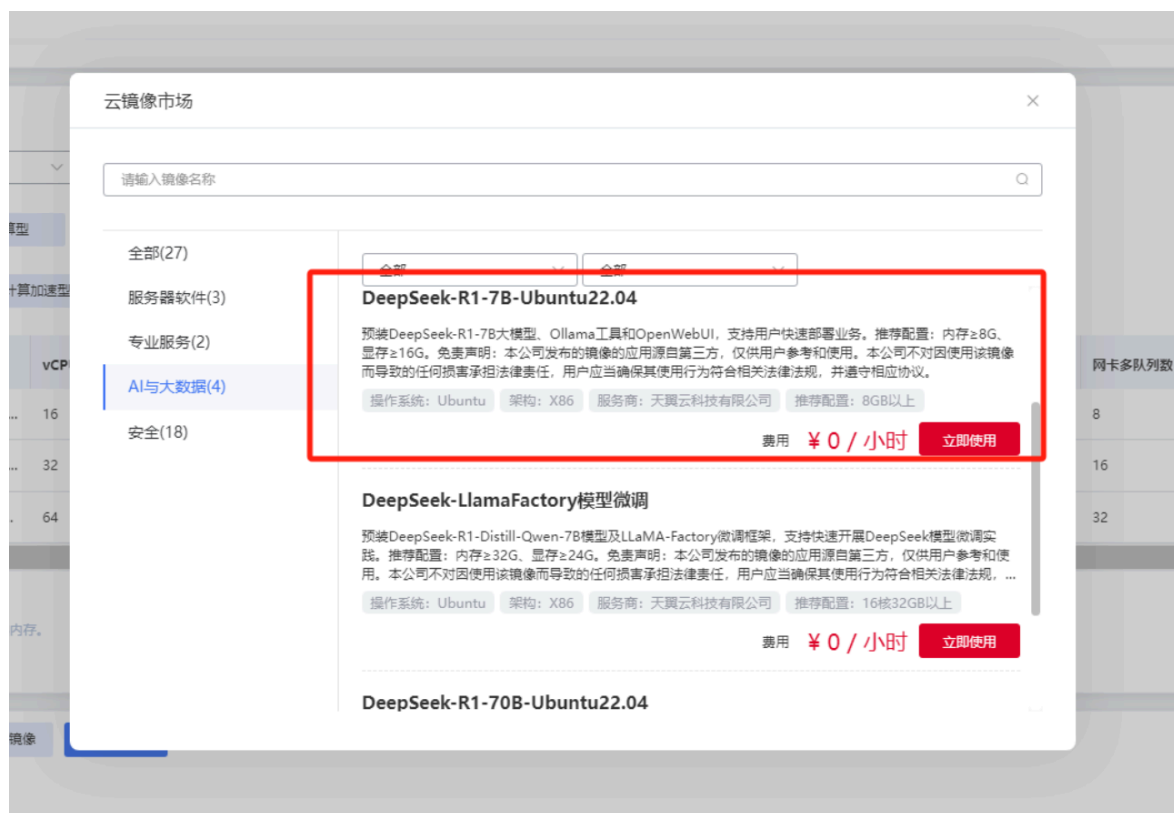 云镜像市场
请输入镜像名称
全部(27)
服务器软件(3)
专业服务(2)
AI与大数据(4)
安全(18)
全部 全部
DeepSeek-R1-7B-Ubuntu22.04
预装DeepSeek-R1-7B大模型、Ollama工具和OpenWebUI，支持用户快速部署业务。推荐配置：内存≥8G、
显存≥16G。免责声明：本公司发布的镜像的应用源自第三方，仅供用户参考和使用。本公司不对因使用该镜像
而导致的任何损害承担法律责任，用户应当确保其使用行为符合相关法律法规，并遵守相应协议。
操作系统：Ubuntu 架构：X86 服务商：天翼云科技有限公司 推荐配置：8GB以上
费用 ¥ 0 / 小时 立即使用
DeepSeek-LlamaFactory模型微调
预装DeepSeek-R1-Distill-Qwen-7B模型及LLaMA-Factory微调框架，支持快速开展DeepSeek模型微调实
践。推荐配置：内存≥32G、显存≥24G。免责声明：本公司发布的镜像的应用源自第三方，仅供用户参考和使
用。本公司不对因使用该镜像而导致的任何损害承担法律责任，用户应当确保其使用行为符合相关法律法规，...
操作系统：Ubuntu 架构：X86 服务商：天翼云科技有限公司 推荐配置：16核32GB以上
费用 ¥ 0 / 小时 立即使用
DeepSeek-R1-70B-Ubuntu22.04
算型
计算加速型
vCP 网卡多队列数
... 16 8
... 32 16
. 64 32
内存。
镜像